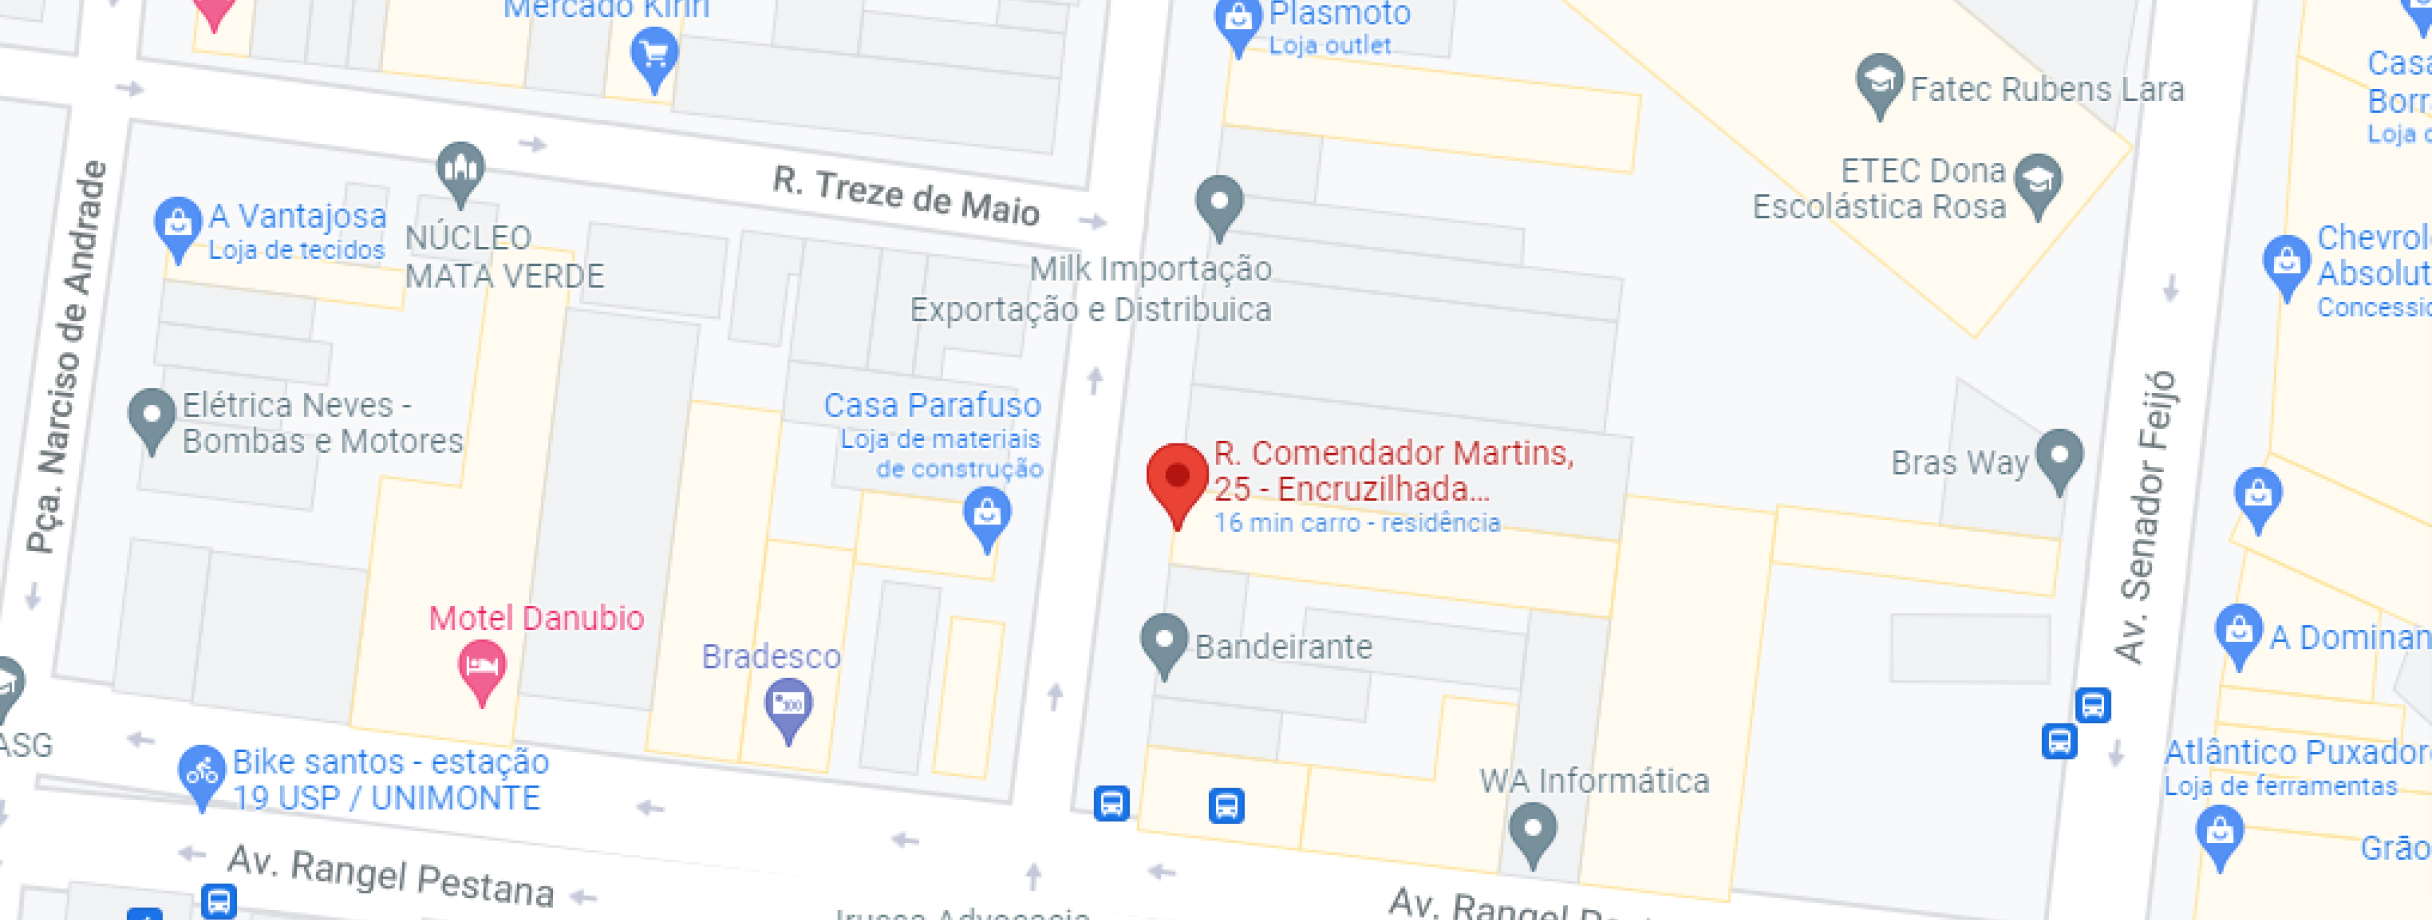 Mercado Kiriri
Plasmoto
Loja outlet
Fatec Rubens Lara
Casa
Borr
Loja
R. Treze de Maio
ETEC Dona
Escolástica Rosa
A Vantajosa
Loja de tecidos
NÚCLEO
MATA VERDE
Pça. Narciso de Andrade
Milk Importação
Exportação e Distribuica
Chevrol
Absolut
Concessi
Elétrica Neves -
Bombas e Motores
Casa Parafuso
Loja de materiais
de construção
R. Comendador Martins,
25 - Encruzilhada...
16 min carro - residência
Bras Way
Av. Senador Feijó
Motel Danubio
Bradesco
Bandeirante
A Dominan
ASG
Bike santos - estação
19 USP / UNIMONTE
WA Informática
Atlântico Puxador
Loja de ferramentas
Grão
Av. Rangel Pestana
Av. Rangel